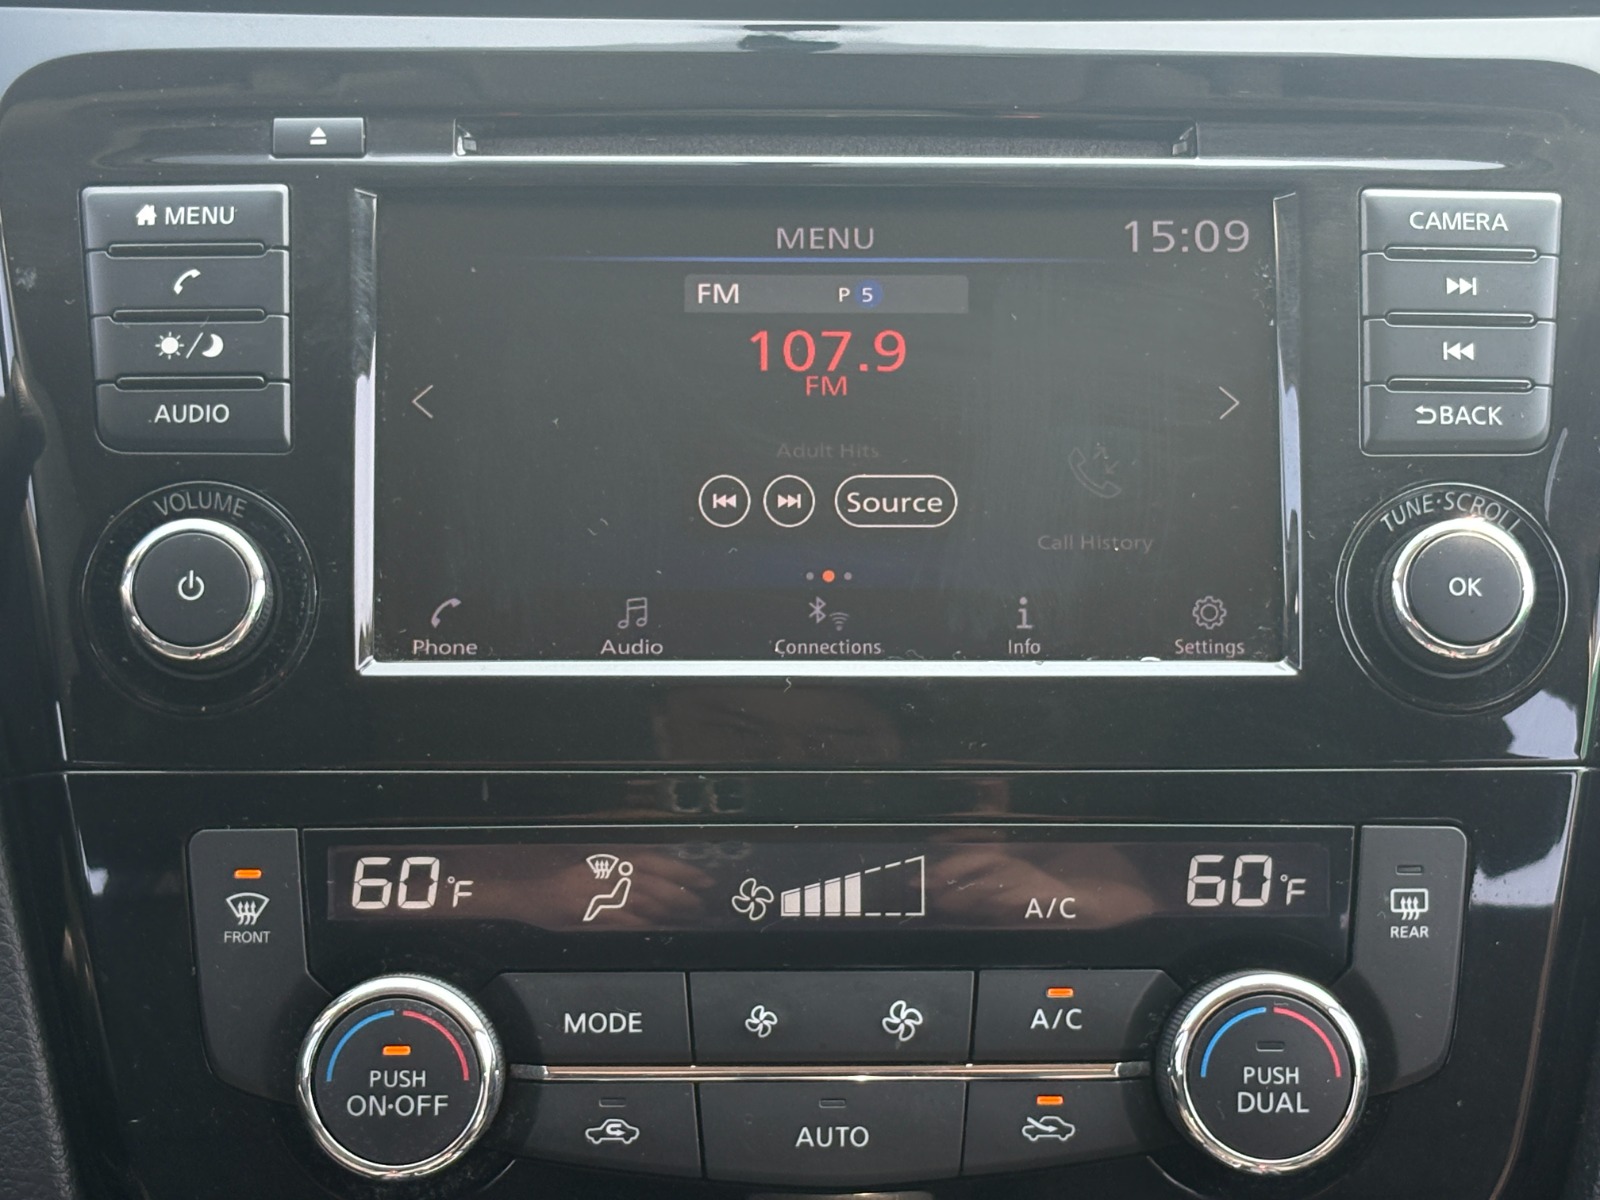 MENU
AUDIO
VOLUME
MENU
15:09
FM P 5
107.9
FM
Adult Hits
Source
Call History
Phone
Audio
Connections
Info
Settings
CAMERA
BACK
TUNE·SCROLL
OK
FRONT
60°F
A/C
60°F
REAR
PUSH
ON·OFF
MODE
A/C
AUTO
PUSH
DUAL